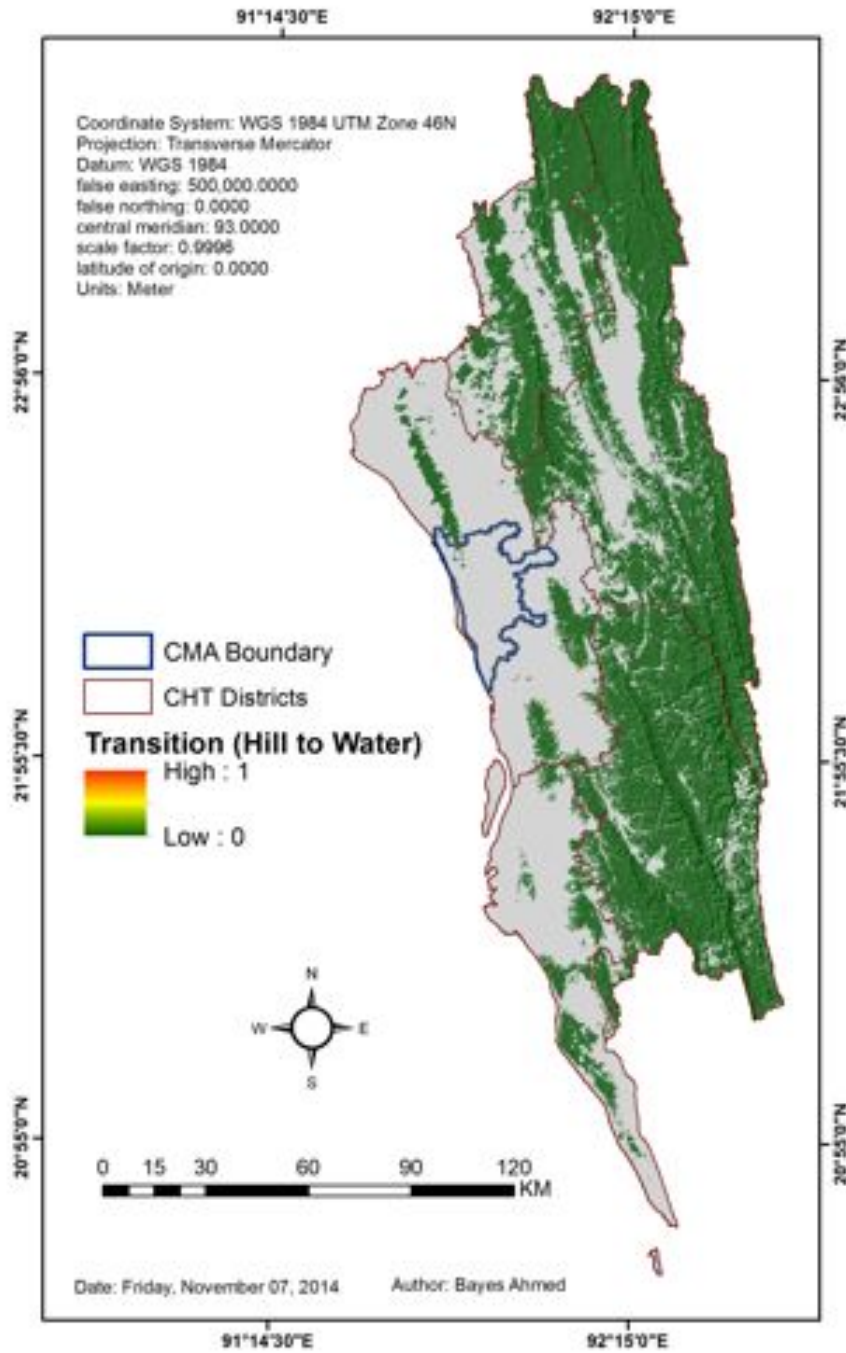 91°14'30"E 92°15'0"E
Coordinate System: WGS 1984 UTM Zone 46N
Projection: Transverse Mercator
Datum: WGS 1984
false easting: 500,000.0000
false northing: 0.0000
central meridian: 93.0000
scale factor: 0.9996
latitude of origin: 0.0000
Units: Meter
22°56'0"N 22°56'0"N
CMA Boundary
CHT Districts
Transition (Hill to Water)
High : 1
Low : 0
21°55'30"N 21°55'30"N
N
W E
S
20°55'0"N 20°55'0"N
0 15 30 60 90 120
KM
Date: Friday, November 07, 2014 Author: Bayes Ahmed
91°14'30"E 92°15'0"E